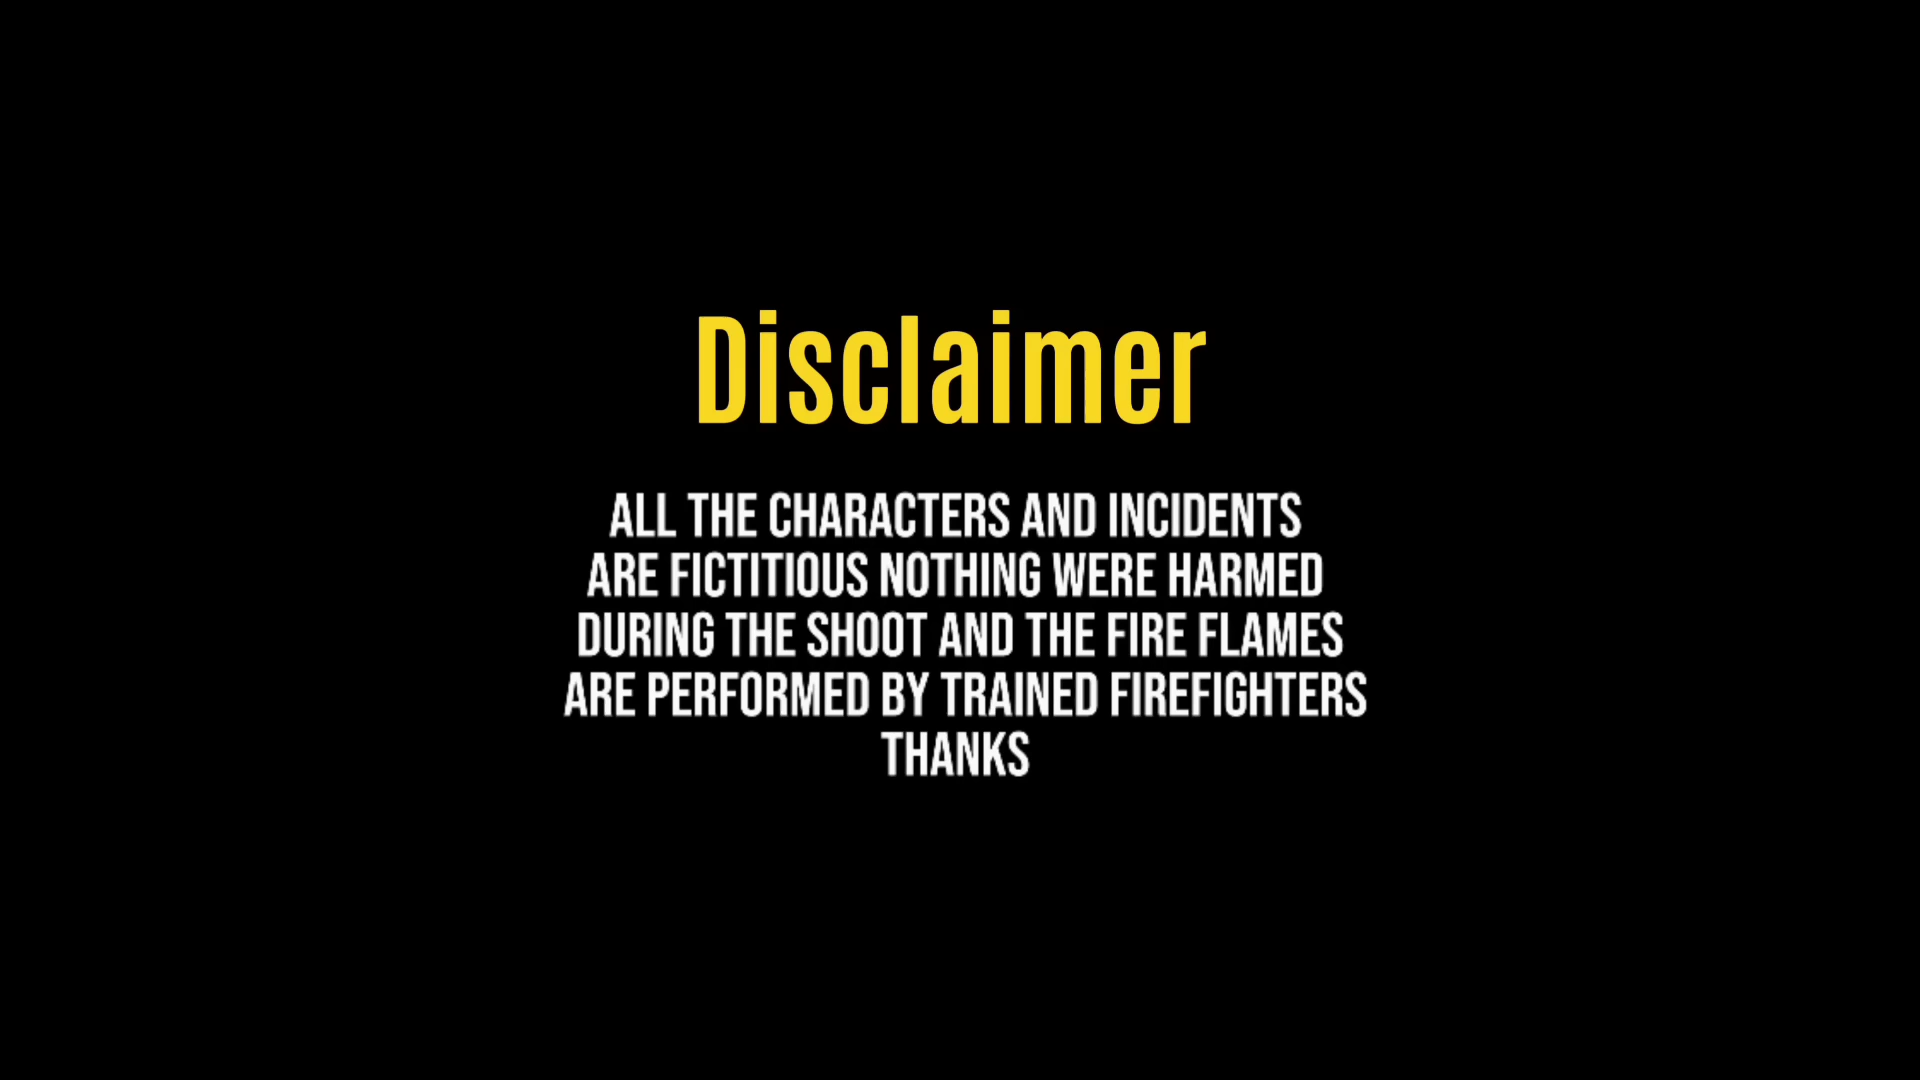 Disclaimer
ALL THE CHARACTERS AND INCIDENTS
ARE FICTITIOUS NOTHING WERE HARMED
DURING THE SHOOT AND THE FIRE FLAMES
ARE PERFORMED BY TRAINED FIREFIGHTERS
THANKS